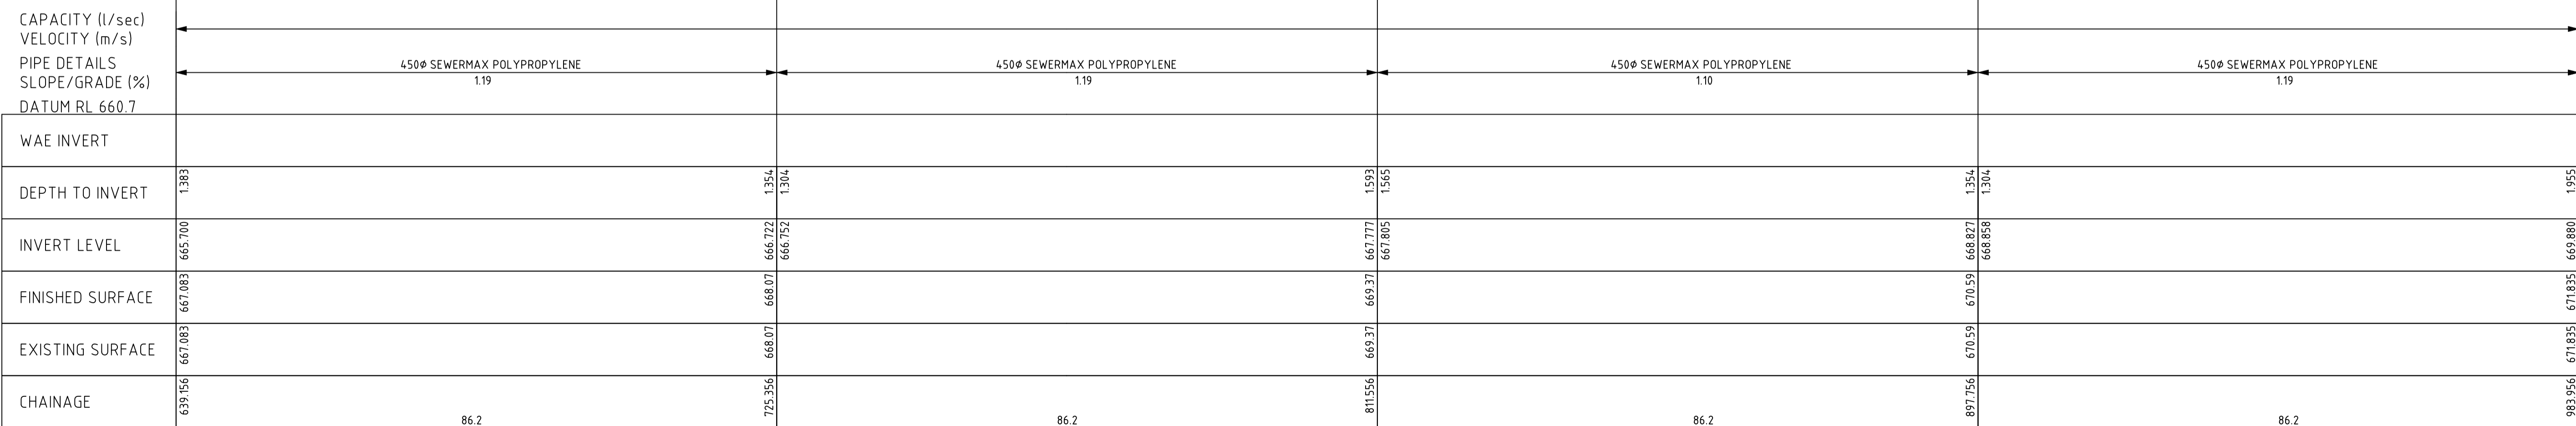 CAPACITY (l/sec)
VELOCITY (m/s)
PIPE DETAILS 450Ø SEWERMAX POLYPROPYLENE 450Ø SEWERMAX POLYPROPYLENE 450Ø SEWERMAX POLYPROPYLENE 450Ø SEWERMAX POLYPROPYLENE
SLOPE/GRADE (%) 1.19 1.19 1.10 1.19
DATUM RL 660.7
WAE INVERT
DEPTH TO INVERT 1.383 1.354 1.304 1.593 1.565 1.354 1.304 1.955
INVERT LEVEL 665.700 666.722 666.752 667.777 667.805 668.827 668.858 669.880
FINISHED SURFACE 667.083 668.07 669.37 670.59 671.835
EXISTING SURFACE 667.083 668.07 669.37 670.59 671.835
CHAINAGE 639.156 725.356 811.556 897.756 983.956
86.2 86.2 86.2 86.2